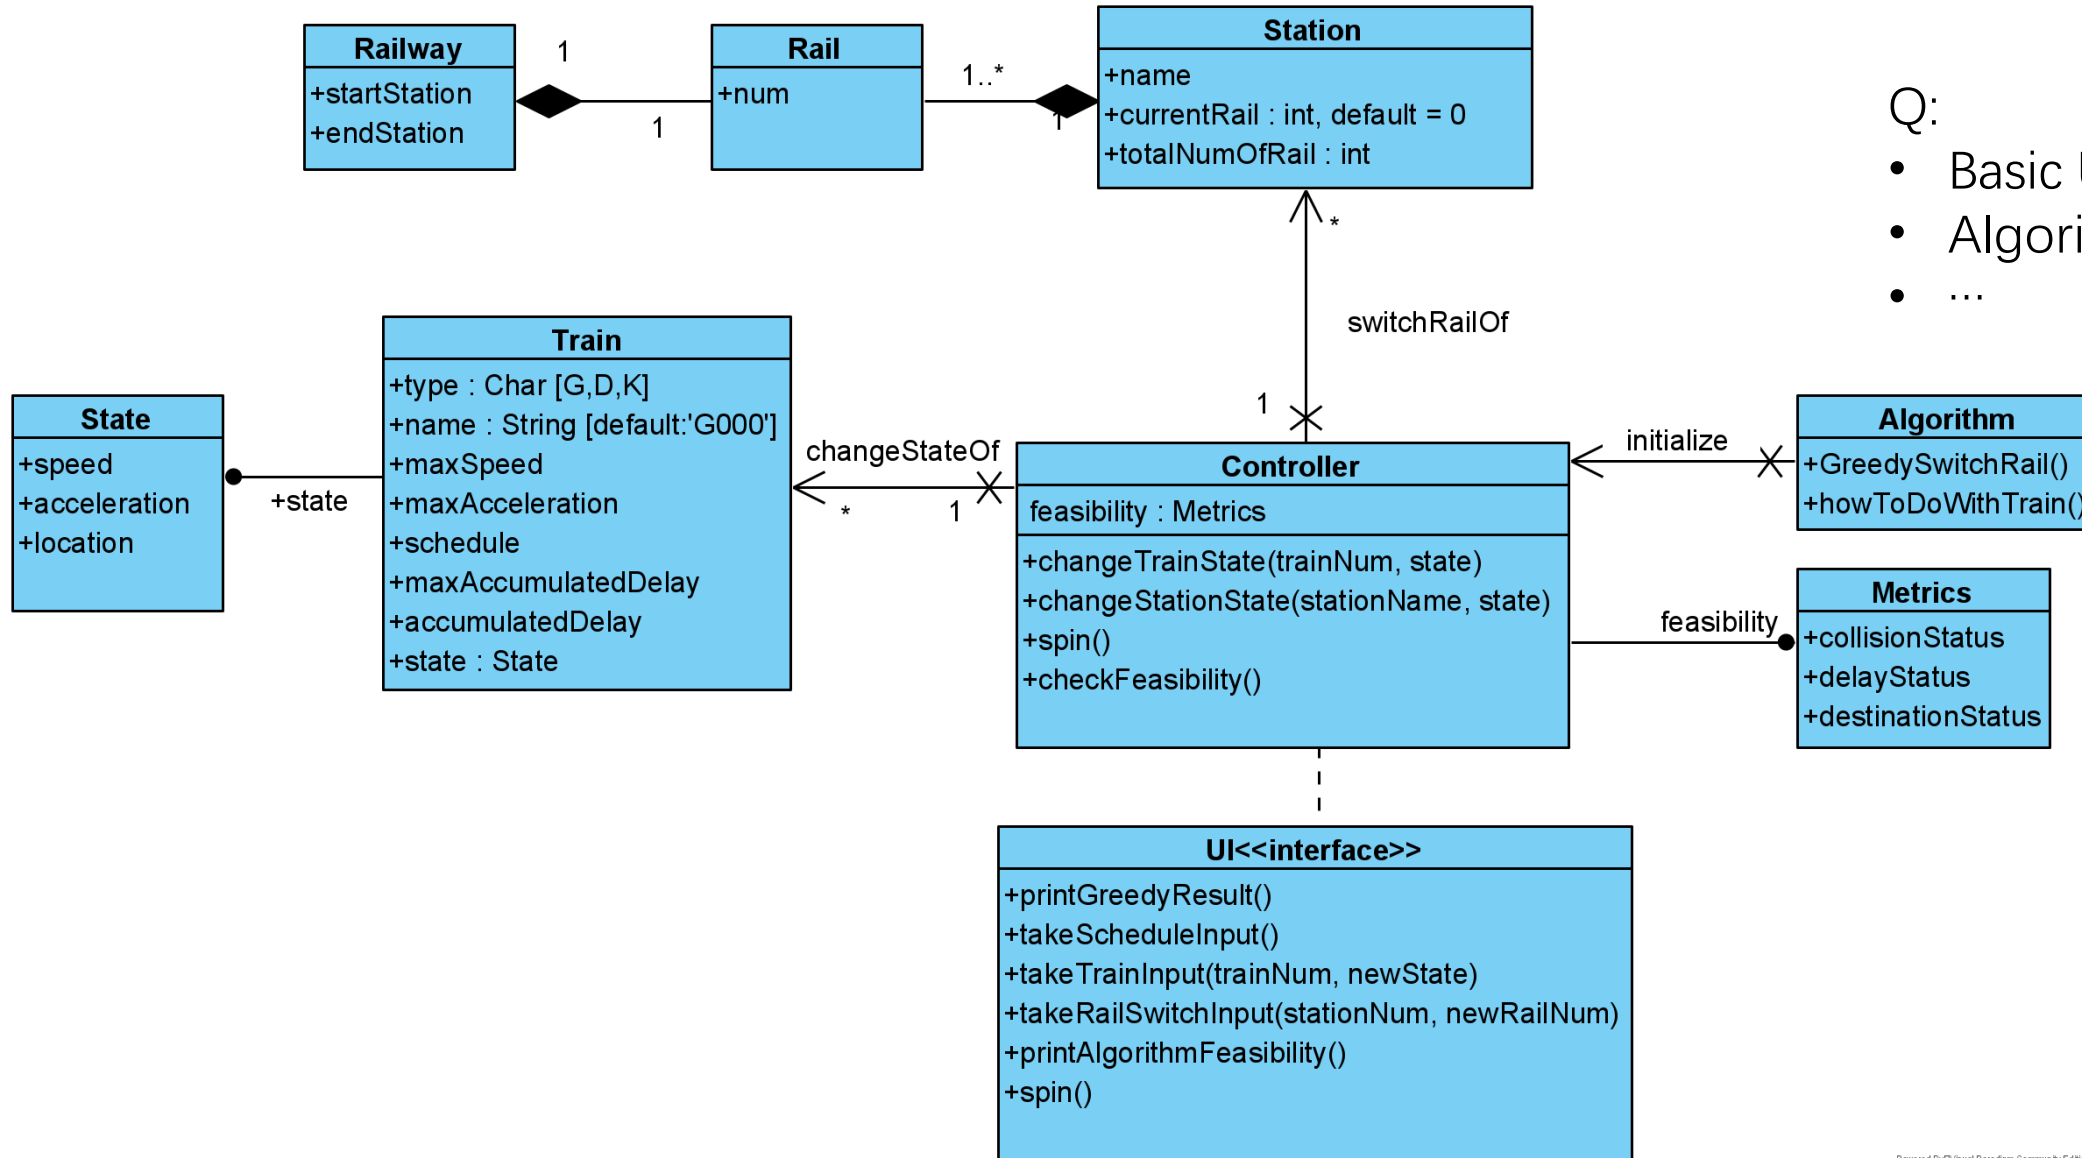 Railway
+startStation
+endStation
1
1
Rail
+num
1..*
1
Station
+name
+currentRail : int, default = 0
+totalNumOfRail : int
Q:
• Basic
• Algori
• ...
*
switchRailOf
1
State
+speed
+acceleration
+location
+state
Train
+type : Char [G,D,K]
+name : String [default:'G000']
+maxSpeed
+maxAcceleration
+schedule
+maxAccumulatedDelay
+accumulatedDelay
+state : State
changeStateOf
*
1
Controller
feasibility : Metrics
+changeTrainState(trainNum, state)
+changeStationState(stationName, state)
+spin()
+checkFeasibility()
initialize
Algorithm
+GreedySwitchRail()
+howToDoWithTrain()
feasibility
Metrics
+collisionStatus
+delayStatus
+destinationStatus
UI<<interface>>
+printGreedyResult()
+takeScheduleInput()
+takeTrainInput(trainNum, newState)
+takeRailSwitchInput(stationNum, newRailNum)
+printAlgorithmFeasibility()
+spin()